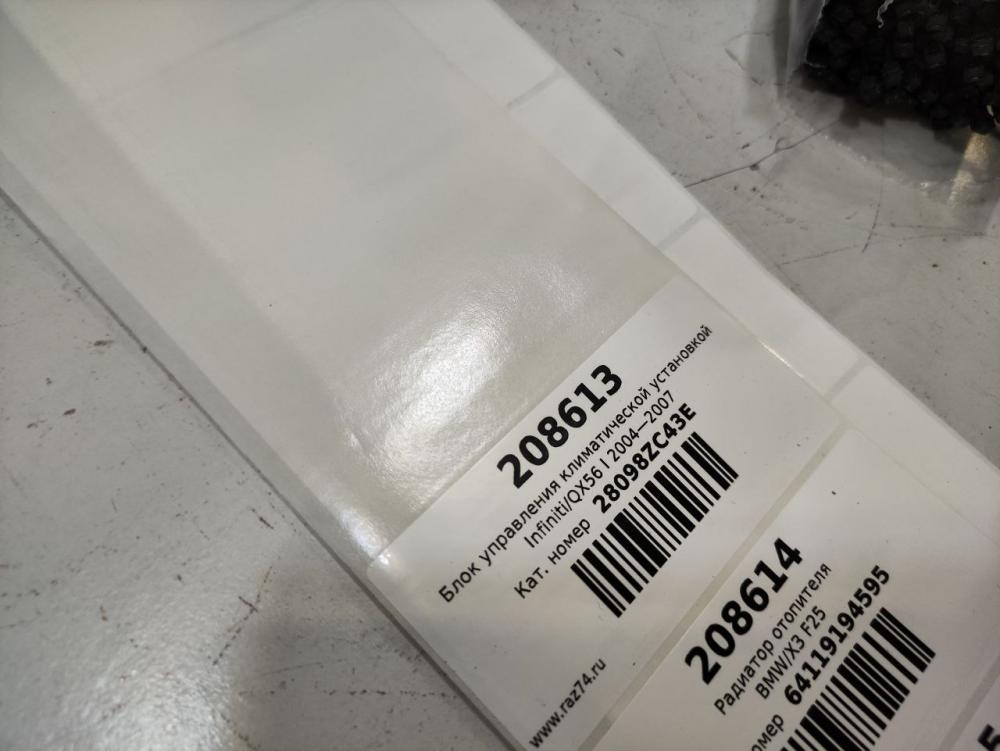 208613
Блок управления климатической установкой
Infiniti/QX56 I 2004—2007
Кат. номер 28098ZC43E
www.raz74.ru
208614
Радиатор отопителя
BMW/X3 F25
64119194595